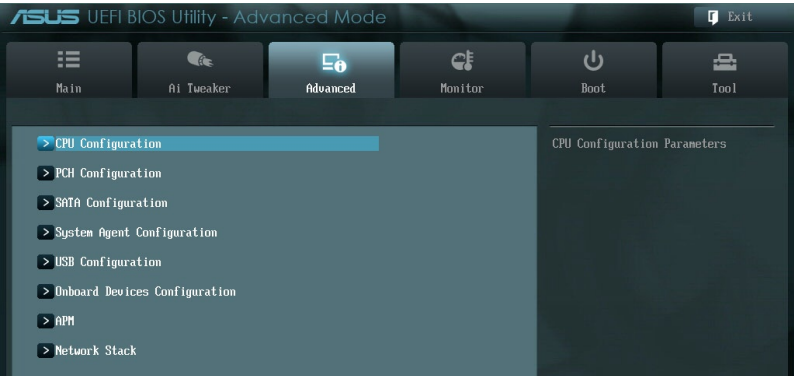 ASUS UEFI BIOS Utility - Advanced Mode
Exit
Main
Ai Tweaker
Advanced
Monitor
Boot
Tool
> CPU Configuration
CPU Configuration Parameters
> PCH Configuration
> SATA Configuration
> System Agent Configuration
> USB Configuration
> Onboard Devices Configuration
> APM
> Network Stack